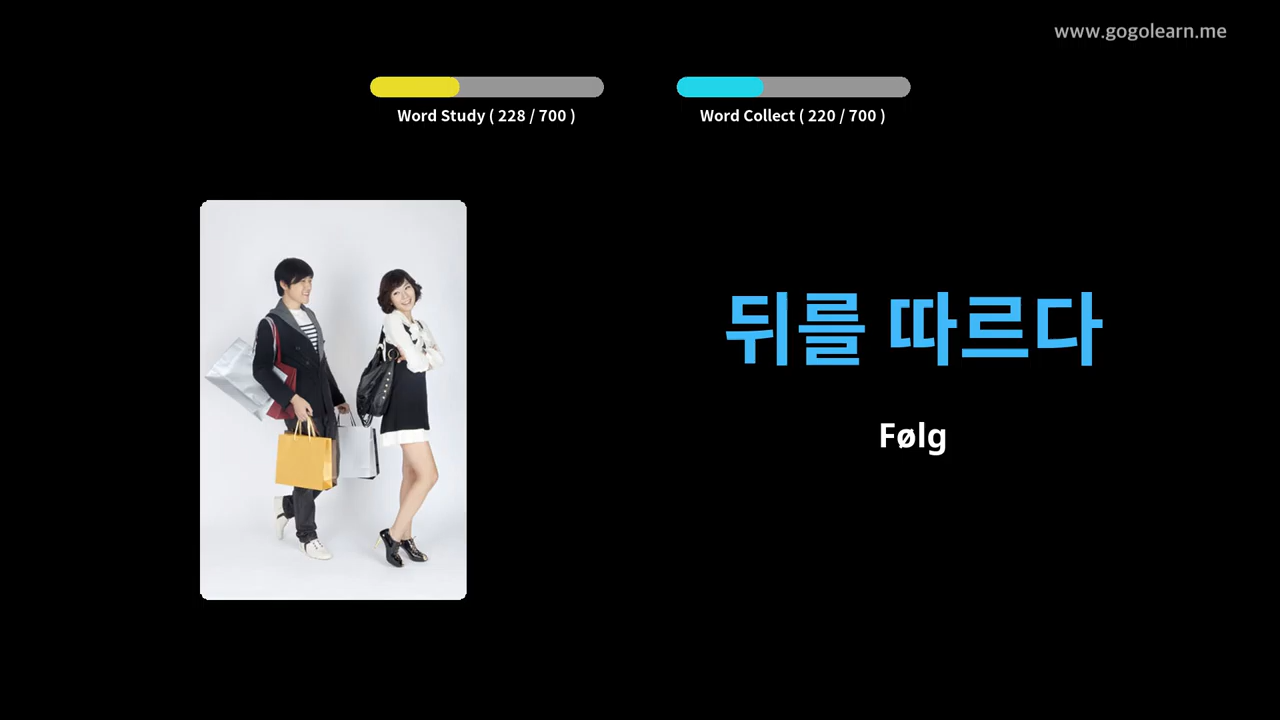 www.gogolearn.me
Word Study ( 228 / 700 )
Word Collect ( 220 / 700 )
뒤를 따르다
Følg